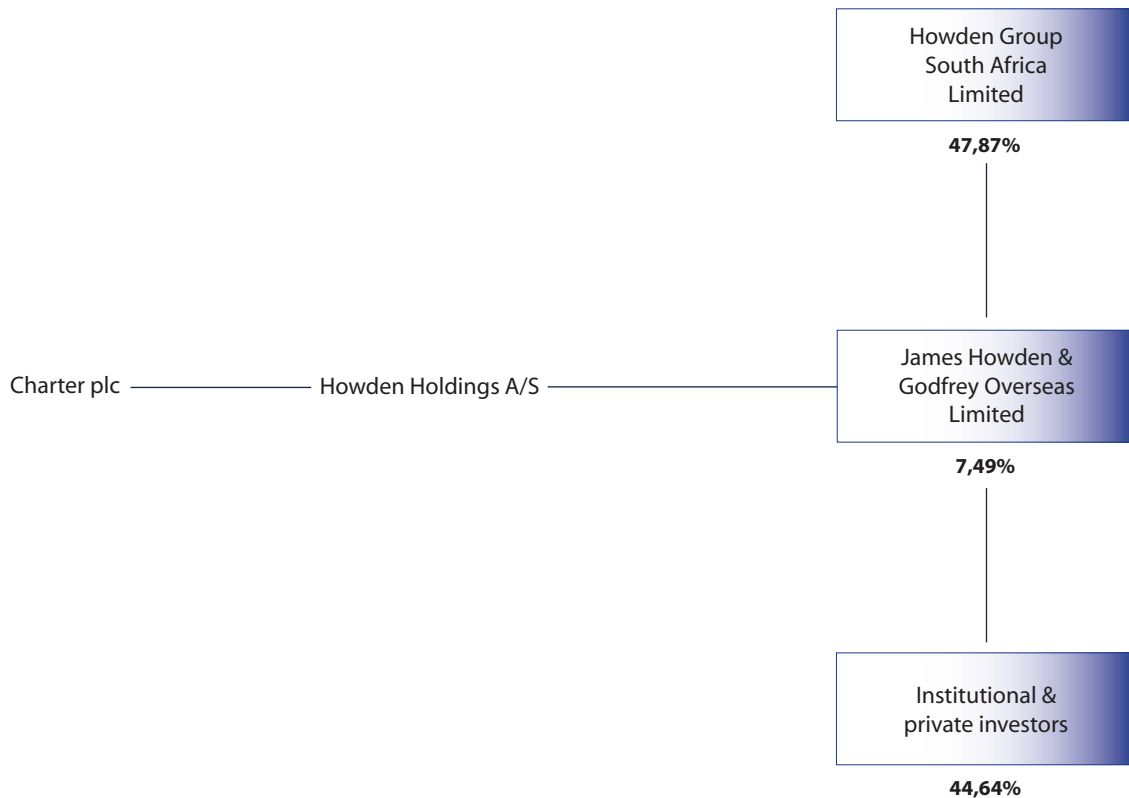 Howden Group
South Africa
Limited
47,87%
Charter plc
Howden Holdings A/S
James Howden &
Godfrey Overseas
Limited
7,49%
Institutional &
private investors
44,64%